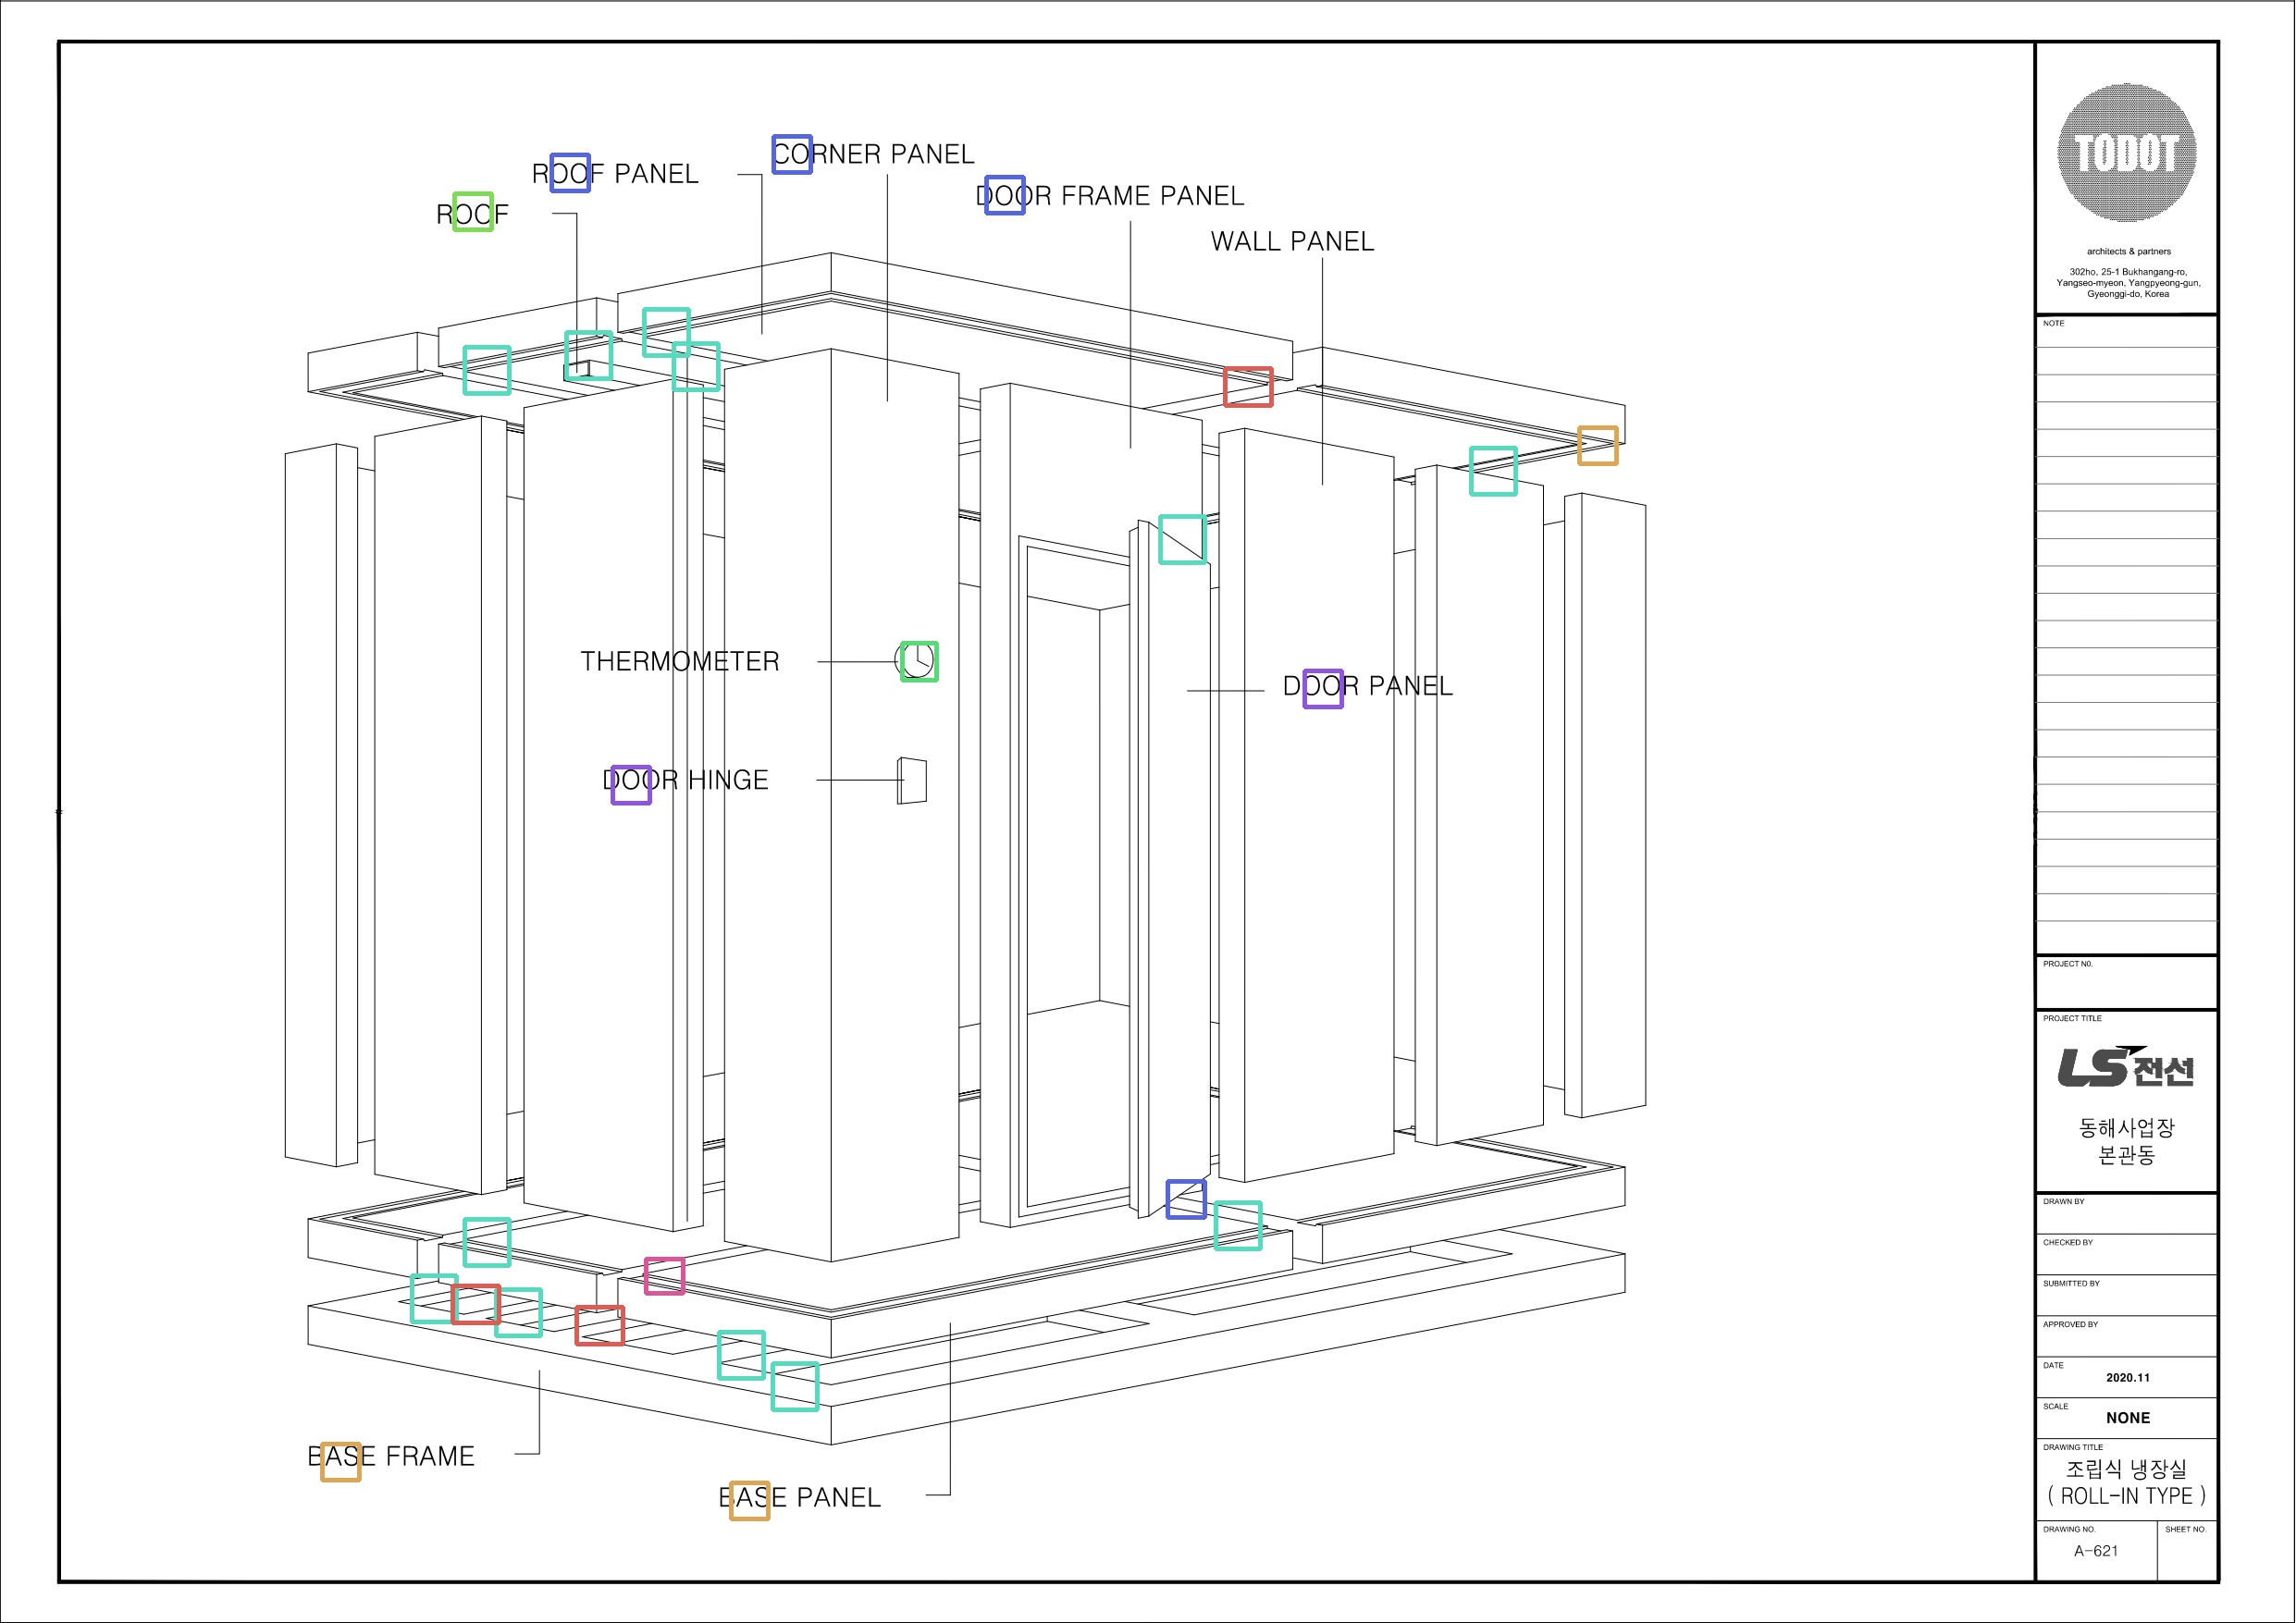 CORNER PANEL
ROOF PANEL
DOOR FRAME PANEL
ROOF
WALL PANEL
THERMOMETER
DOOR PANEL
DOOR HINGE
BASE FRAME
BASE PANEL
TODOT
architects & partners
302ho, 25-1 Bukhangang-ro,
Yangseo-myeon, Yangpyeong-gun,
Gyeonggi-do, Korea
NOTE
PROJECT NO.
PROJECT TITLE
LS전선
동해사업장
본관동
DRAWN BY
CHECKED BY
SUBMITTED BY
APPROVED BY
DATE
2020.11
SCALE
NONE
DRAWING TITLE
조립식 냉장실
( ROLL-IN TYPE )
DRAWING NO.
SHEET NO.
A-621